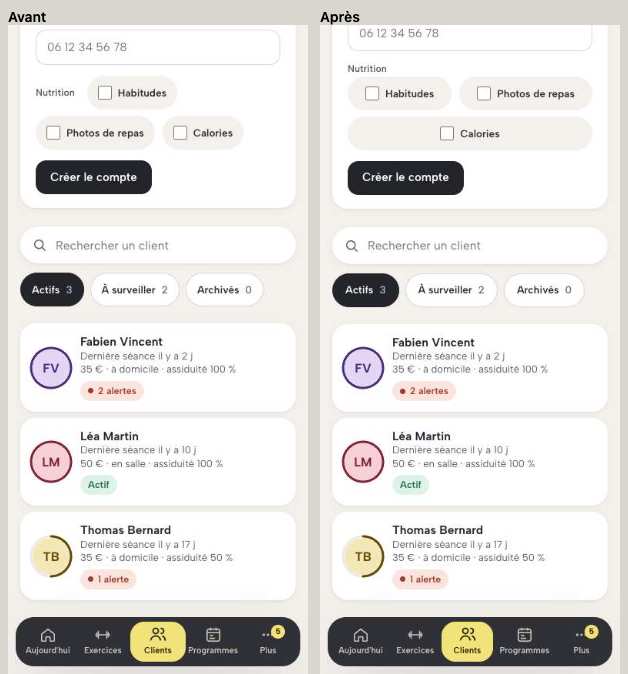 Avant
06 12 34 56 78
Nutrition Habitudes
Photos de repas Calories
Créer le compte
Rechercher un client
Actifs 3 À surveiller 2 Archivés 0
Fabien Vincent
Dernière séance il y a 2 j
FV
35 € · à domicile · assiduité 100 %
2 alertes
Léa Martin
Dernière séance il y a 10 j
LM
50 € · en salle · assiduité 100 %
Actif
Thomas Bernard
Dernière séance il y a 17 j
TB
35 € · à domicile · assiduité 50 %
1 alerte
5
Aujourd'hui Exercices Clients Programmes Plus
Après
06 12 34 56 78
Nutrition
Habitudes Photos de repas
Calories
Créer le compte
Rechercher un client
Actifs 3 À surveiller 2 Archivés 0
Fabien Vincent
Dernière séance il y a 2 j
FV
35 € · à domicile · assiduité 100 %
2 alertes
Léa Martin
Dernière séance il y a 10 j
LM
50 € · en salle · assiduité 100 %
Actif
Thomas Bernard
Dernière séance il y a 17 j
TB
35 € · à domicile · assiduité 50 %
1 alerte
5
Aujourd'hui Exercices Clients Programmes Plus